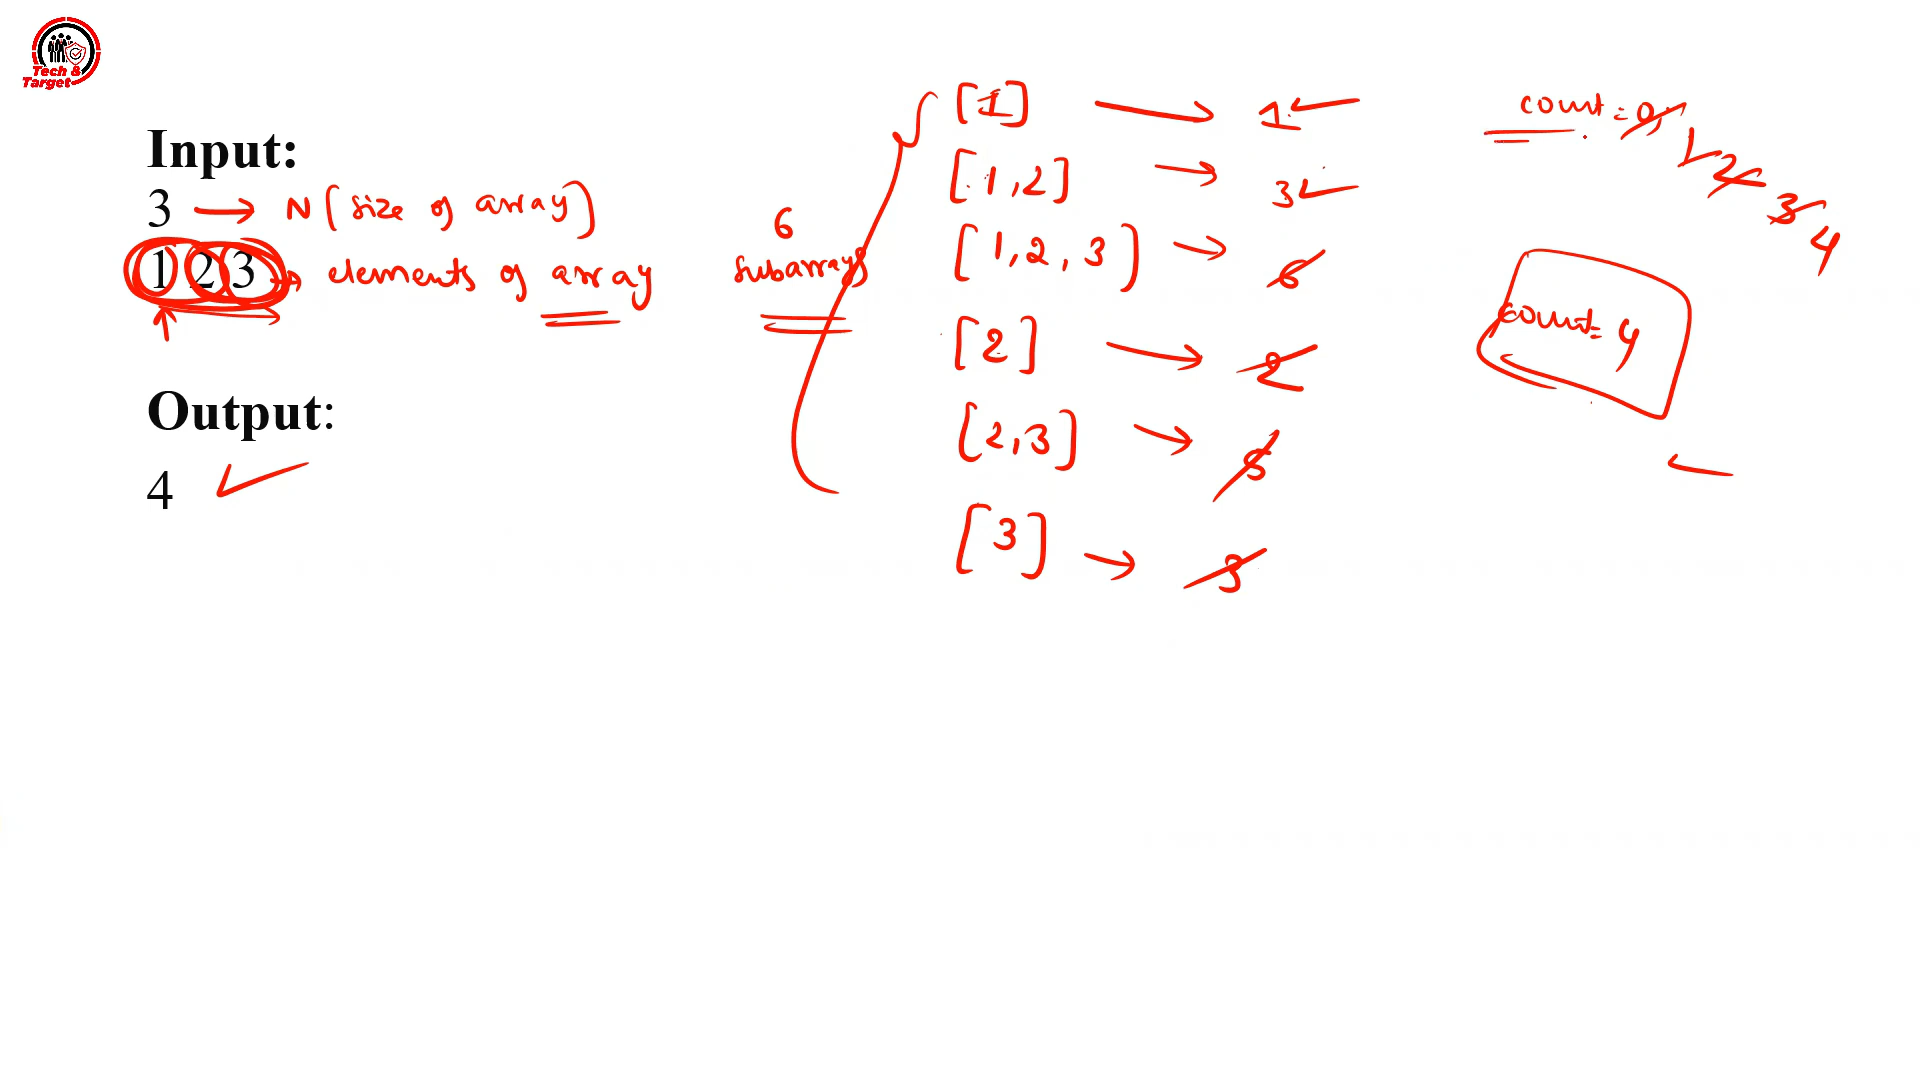 Tech &
Target
Input:
3 → N (size of array)
1 2 3 → elements of array
Output:
4
6
subarrays
[1] → 1
[1,2] → 3
[1,2,3] → 6
[2] → 2
[2,3] → 5
[3] → 3
count = 0, 1 2 3 4
count = 4